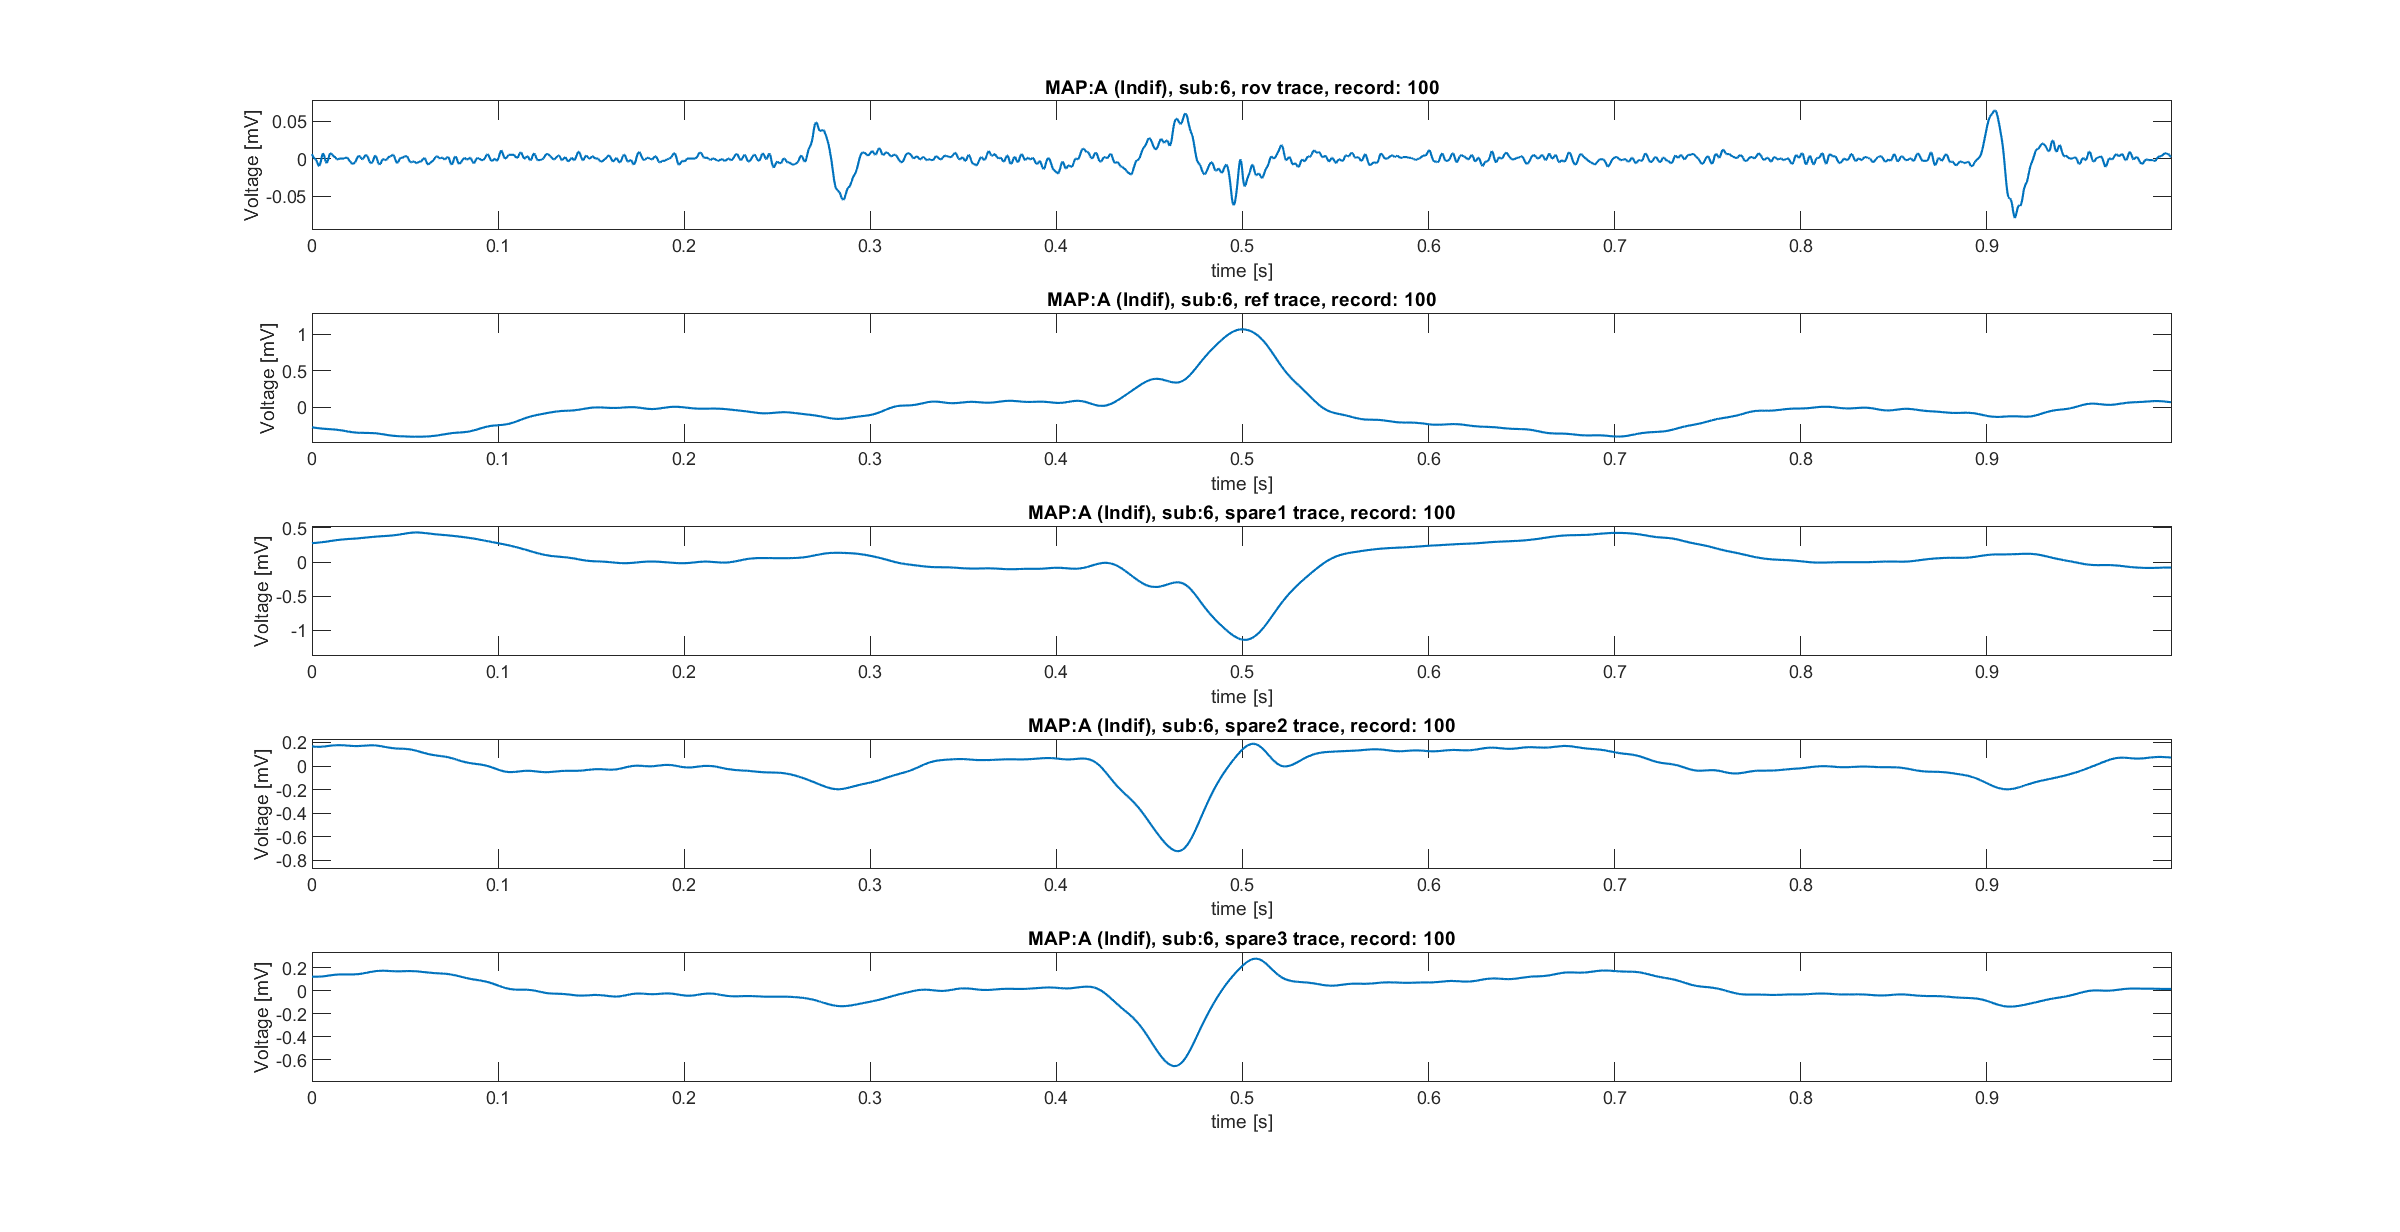 MAP:A (Indif), sub:6, rov trace, record: 100
Voltage [mV]
0.05
0
-0.05
0 0.1 0.2 0.3 0.4 0.5 0.6 0.7 0.8 0.9
time [s]
MAP:A (Indif), sub:6, ref trace, record: 100
Voltage [mV]
1
0.5
0
0 0.1 0.2 0.3 0.4 0.5 0.6 0.7 0.8 0.9
time [s]
MAP:A (Indif), sub:6, spare1 trace, record: 100
Voltage [mV]
0.5
0
-0.5
-1
0 0.1 0.2 0.3 0.4 0.5 0.6 0.7 0.8 0.9
time [s]
MAP:A (Indif), sub:6, spare2 trace, record: 100
Voltage [mV]
0.2
0
-0.2
-0.4
-0.6
-0.8
0 0.1 0.2 0.3 0.4 0.5 0.6 0.7 0.8 0.9
time [s]
MAP:A (Indif), sub:6, spare3 trace, record: 100
Voltage [mV]
0.2
0
-0.2
-0.4
-0.6
0 0.1 0.2 0.3 0.4 0.5 0.6 0.7 0.8 0.9
time [s]